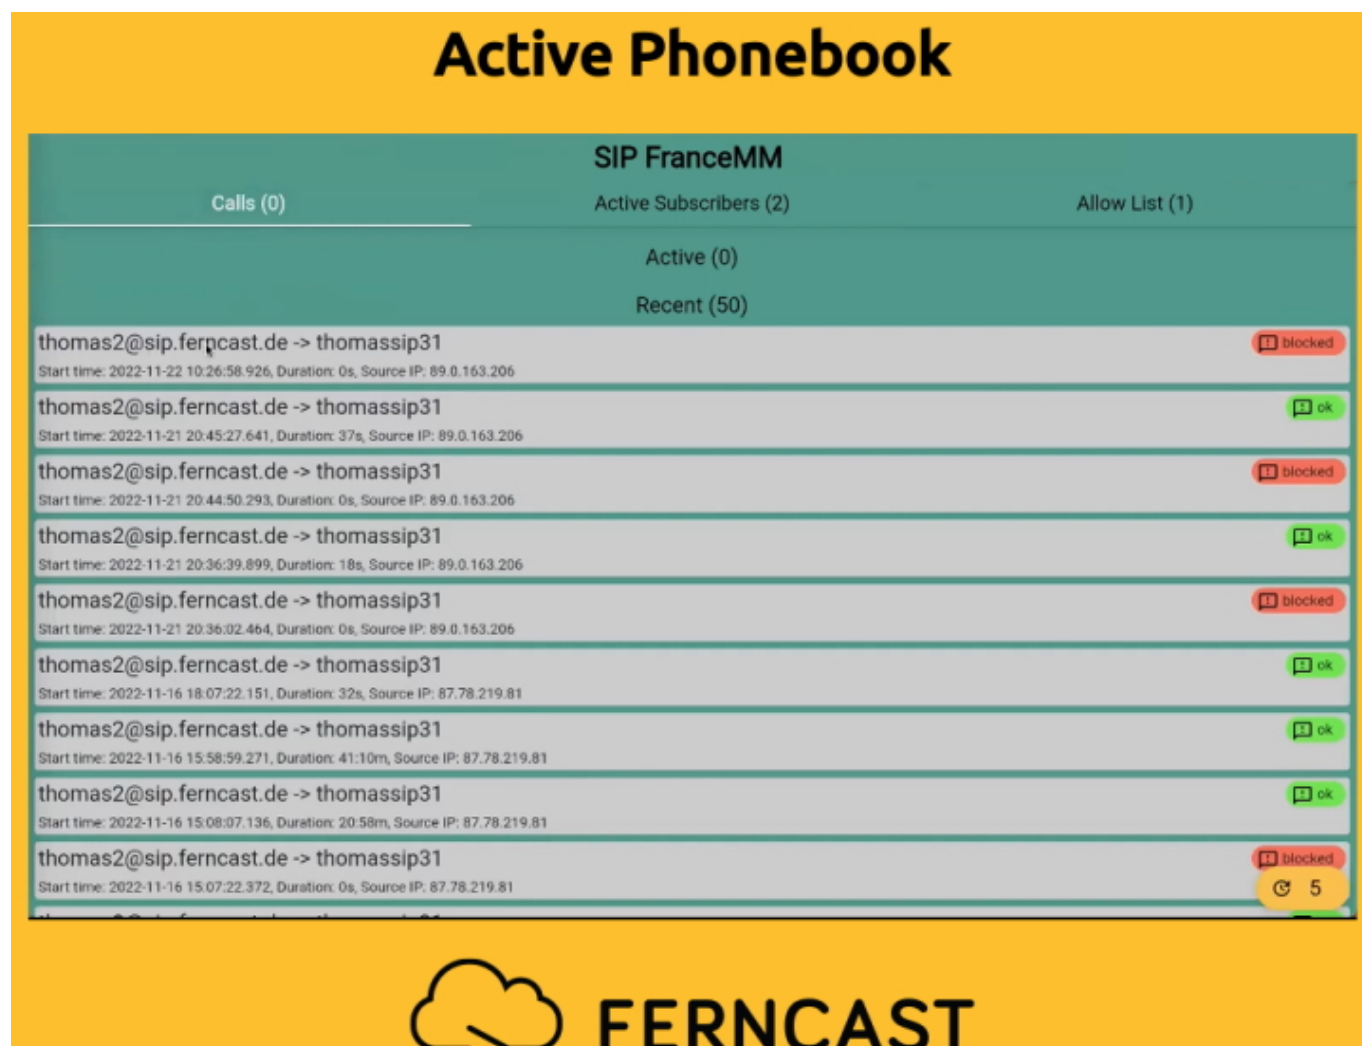 Active Phonebook
SIP FranceMM
Calls (0) Active Subscribers (2) Allow List (1)
Active (0)
Recent (50)
thomas2@sip.ferncast.de -> thomassip31 blocked
Start time: 2022-11-22 10:26:58.926, Duration: 0s, Source IP: 89.0.163.206
thomas2@sip.ferncast.de -> thomassip31 ok
Start time: 2022-11-21 20:45:27.641, Duration: 37s, Source IP: 89.0.163.206
thomas2@sip.ferncast.de -> thomassip31 blocked
Start time: 2022-11-21 20:44:50.293, Duration: 0s, Source IP: 89.0.163.206
thomas2@sip.ferncast.de -> thomassip31 ok
Start time: 2022-11-21 20:36:39.899, Duration: 18s, Source IP: 89.0.163.206
thomas2@sip.ferncast.de -> thomassip31 blocked
Start time: 2022-11-21 20:36:02.464, Duration: 0s, Source IP: 89.0.163.206
thomas2@sip.ferncast.de -> thomassip31 ok
Start time: 2022-11-16 18:07:22.151, Duration: 32s, Source IP: 87.78.219.81
thomas2@sip.ferncast.de -> thomassip31 ok
Start time: 2022-11-16 15:58:59.271, Duration: 41:10m, Source IP: 87.78.219.81
thomas2@sip.ferncast.de -> thomassip31 ok
Start time: 2022-11-16 15:08:07.136, Duration: 20:58m, Source IP: 87.78.219.81
thomas2@sip.ferncast.de -> thomassip31 blocked
Start time: 2022-11-16 15:07:22.372, Duration: 0s, Source IP: 87.78.219.81
5
FERNCAST